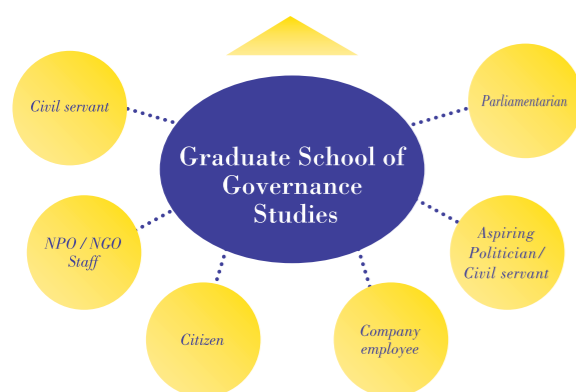 Civil servant
Parliamentarian
Graduate School of
Governance
Studies
NPO / NGO
Staff
Aspiring
Politician/
Civil servant
Citizen
Company
employee